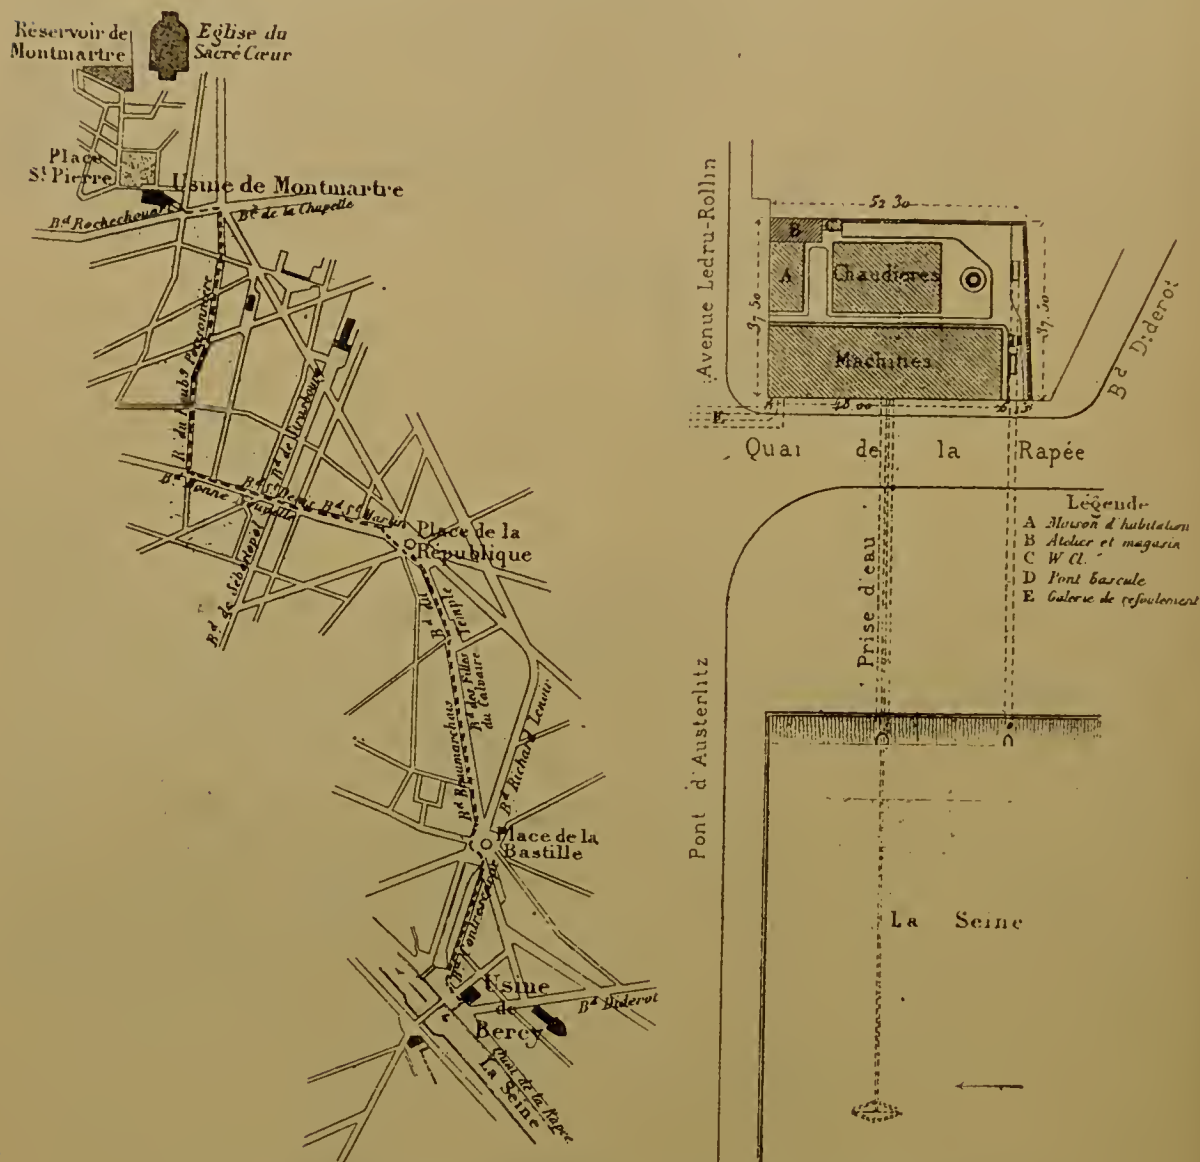 Réservoir de
Montmartre
Eglise du
Sacré Cœur
Place
St Pierre
Usine de Montmartre
Bd Rochechouart
Bd de la Chapelle
R. du Faubg Poissonnière
Bd de Strasbourg
Bd Bonne Nouvelle
Bd St Denis
Bd St Martin
Bd de Sébastopol
Place de la
République
Bd du Temple
Bd des Filles
du Calvaire
Bd Beaumarchais
Bd Richard Lenoir
Place de la
Bastille
Bd Contrescarpe
Usine
de
Bercy
Bd Diderot
Quai de la Rapée
La Seine
Avenue Ledru-Rollin
52.30
B
C
A
Chaudières
37.50
37.50
Machines
48.00
E
Bd Diderot
Quai de la Rapée
Légende
A Maison d'habitation
B Atelier et magasin
C W Cl.
D Pont bascule
E Galerie de refoulement
Prise d'eau
Pont d'Austerlitz
La Seine